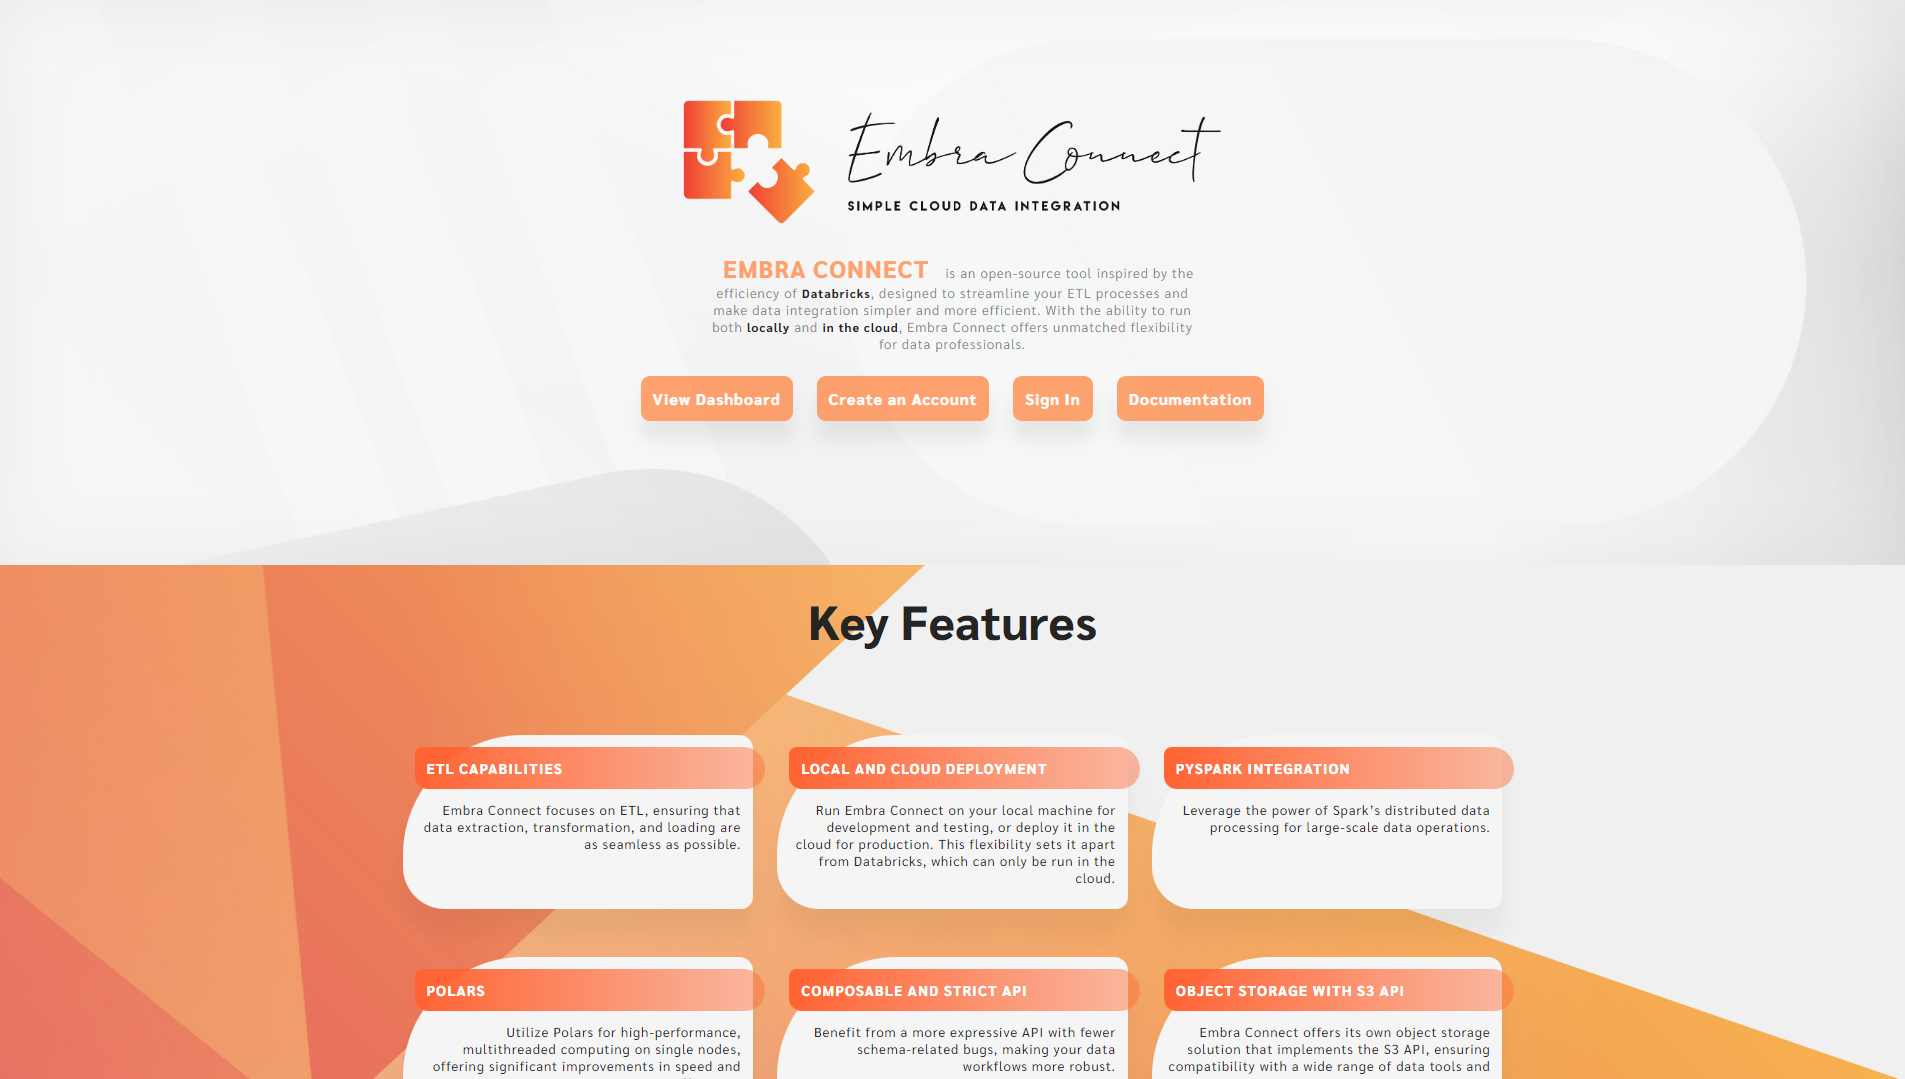 Embra Connect
SIMPLE CLOUD DATA INTEGRATION
EMBRA CONNECT is an open-source tool inspired by the
efficiency of Databricks, designed to streamline your ETL processes and
make data integration simpler and more efficient. With the ability to run
both locally and in the cloud, Embra Connect offers unmatched flexibility
for data professionals.
View Dashboard
Create an Account
Sign In
Documentation
Key Features
ETL CAPABILITIES
Embra Connect focuses on ETL, ensuring that
data extraction, transformation, and loading are
as seamless as possible.
LOCAL AND CLOUD DEPLOYMENT
Run Embra Connect on your local machine for
development and testing, or deploy it in the
cloud for production. This flexibility sets it apart
from Databricks, which can only be run in the
cloud.
PYSPARK INTEGRATION
Leverage the power of Spark’s distributed data
processing for large-scale data operations.
POLARS
Utilize Polars for high-performance,
multithreaded computing on single nodes,
offering significant improvements in speed and
COMPOSABLE AND STRICT API
Benefit from a more expressive API with fewer
schema-related bugs, making your data
workflows more robust.
OBJECT STORAGE WITH S3 API
Embra Connect offers its own object storage
solution that implements the S3 API, ensuring
compatibility with a wide range of data tools and